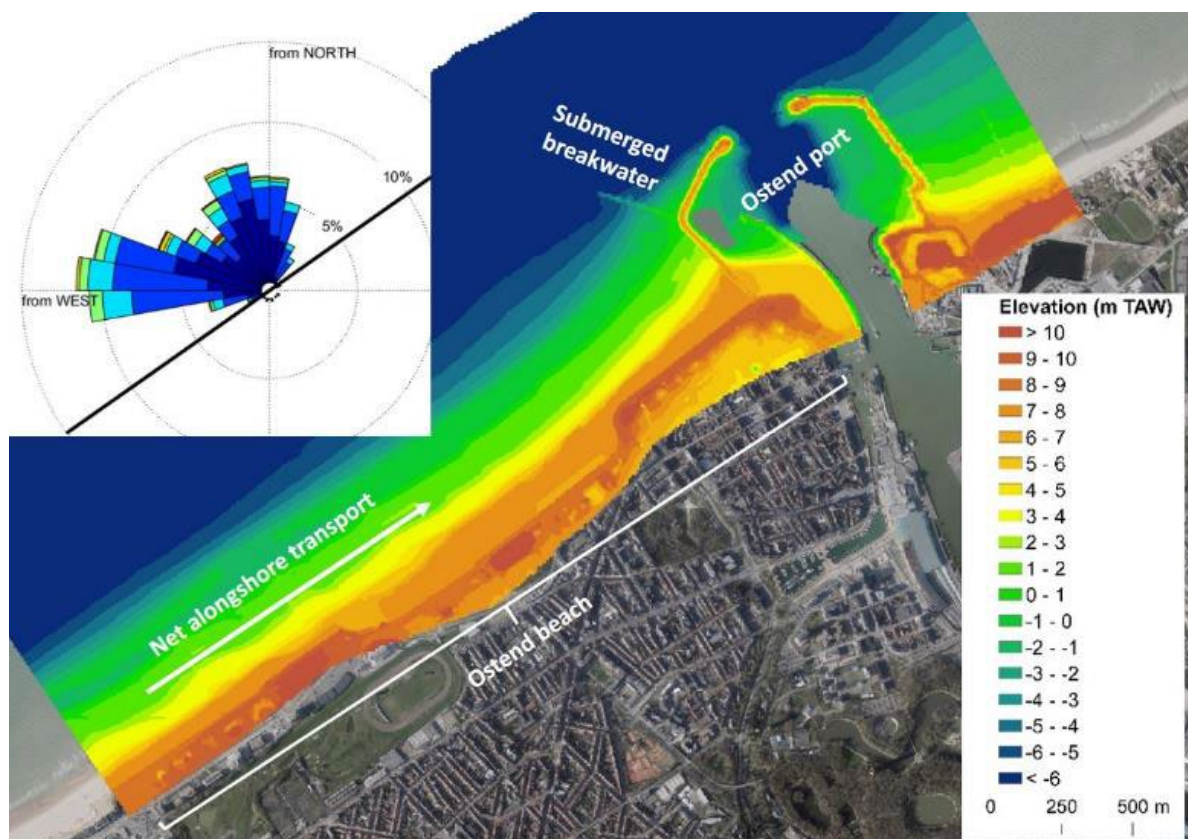 from NORTH
10%
5%
from WEST
Submerged
breakwater
Ostend port
Net alongshore transport
Ostend beach
Elevation (m TAW)
> 10
9 - 10
8 - 9
7 - 8
6 - 7
5 - 6
4 - 5
3 - 4
2 - 3
1 - 2
0 - 1
-1 - 0
-2 - -1
-3 - -2
-4 - -3
-5 - -4
-6 - -5
< -6
0 250 500 m